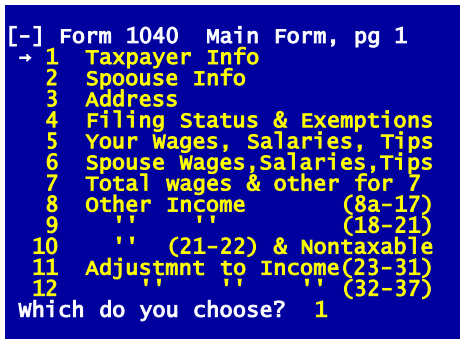 [-] Form 1040  Main Form, pg 1
→ 1  Taxpayer Info
2  Spoouse Info
3  Address
4  Filing Status & Exemptions
5  Your Wages, Salaries, Tips
6  Spouse Wages,Salaries,Tips
7  Total wages & other for 7
8  Other Income        (8a-17)
9    ''    ''          (18-21)
10   ''  (21-22) & Nontaxable
11  Adjustmnt to Income(23-31)
12      ''    ''    '' (32-37)
Which do you choose?  1